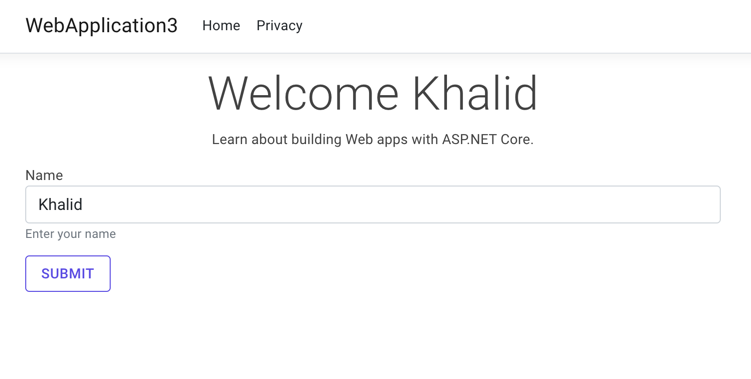 WebApplication3 Home Privacy
Welcome Khalid
Learn about building Web apps with ASP.NET Core.
Name
Khalid
Enter your name
SUBMIT